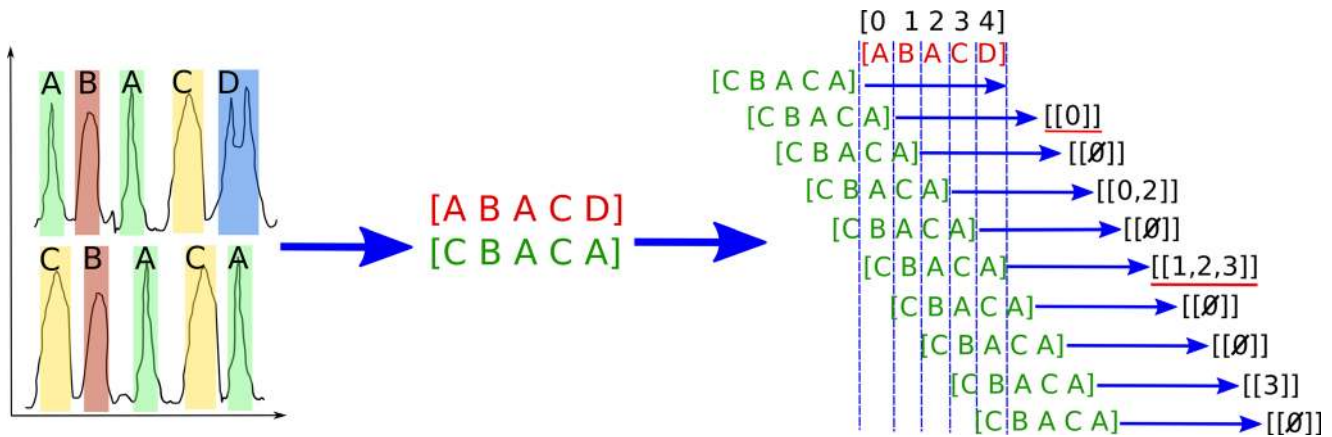 A B A C D
C B A C A
[A B A C D]
[C B A C A]
[0 1 2 3 4]
[A B A C D]
[C B A C A]
[C B A C A] [[0]]
[C B A C A] [[Ø]]
[C B A C A] [[0,2]]
[C B A C A] [[Ø]]
[C B A C A] [[1,2,3]]
[C B A C A] [[Ø]]
[C B A C A] [[Ø]]
[C B A C A] [[3]]
[C B A C A] [[Ø]]